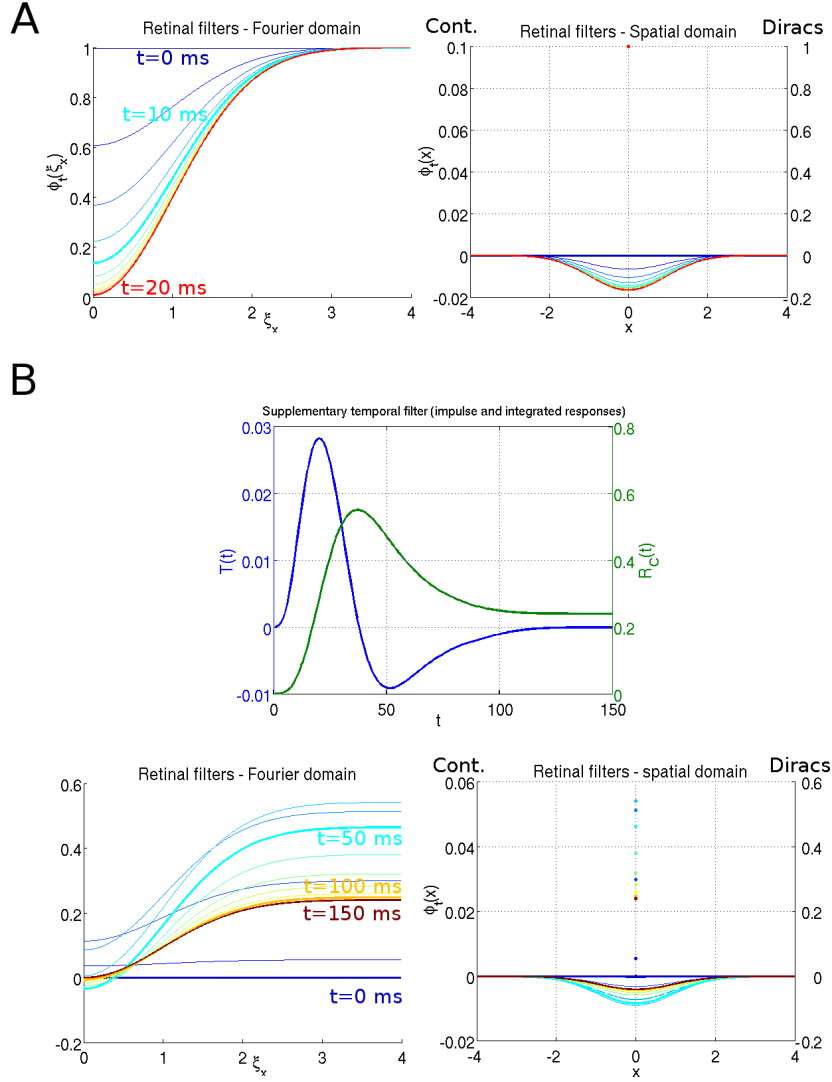 A
Retinal filters - Fourier domain
Cont. Retinal filters - Spatial domain Diracs
t=0 ms
t=10 ms
t=20 ms
ϕt(ξx)
1
0.8
0.6
0.4
0.2
0
0 1 2 3 4
ξx
ϕt(x)
0.1
0.08
0.06
0.04
0.02
0
-0.02
1
0.8
0.6
0.4
0.2
0
0.2
-4 -2 0 2 4
x
B
Supplementary temporal filter (impulse and integrated responses)
T(t)
0.03
0.02
0.01
0
-0.01
0.8
0.6
0.4
0.2
0
RC(t)
0 50 100 150
t
Retinal filters - Fourier domain
0.6
0.4
0.2
0
-0.2
t=50 ms
t=100 ms
t=150 ms
t=0 ms
0 1 2 3 4
ξx
Cont. Retinal filters - spatial domain Diracs
ϕt(x)
0.06
0.04
0.02
0
-0.02
0.6
0.4
0.2
0
0.2
-4 -2 0 2 4
x